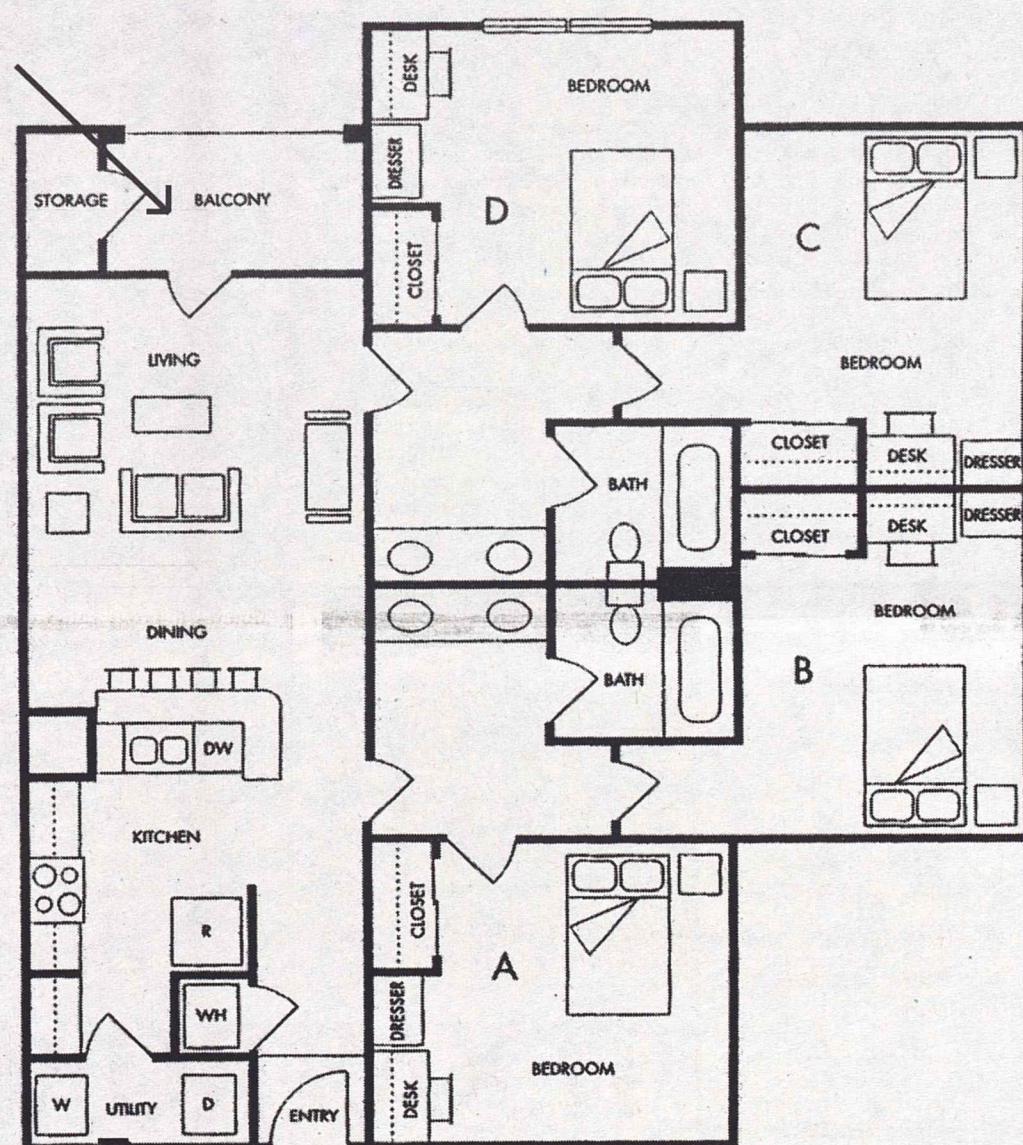 DESK
BEDROOM
DRESSER
STORAGE
BALCONY
D
C
CLOSET
LIVING
BEDROOM
CLOSET
DESK
DRESSER
BATH
CLOSET
DESK
DRESSER
BEDROOM
DINING
BATH
B
DW
KITCHEN
CLOSET
R
A
DRESSER
WH
BEDROOM
DESK
W
UTILITY
D
ENTRY